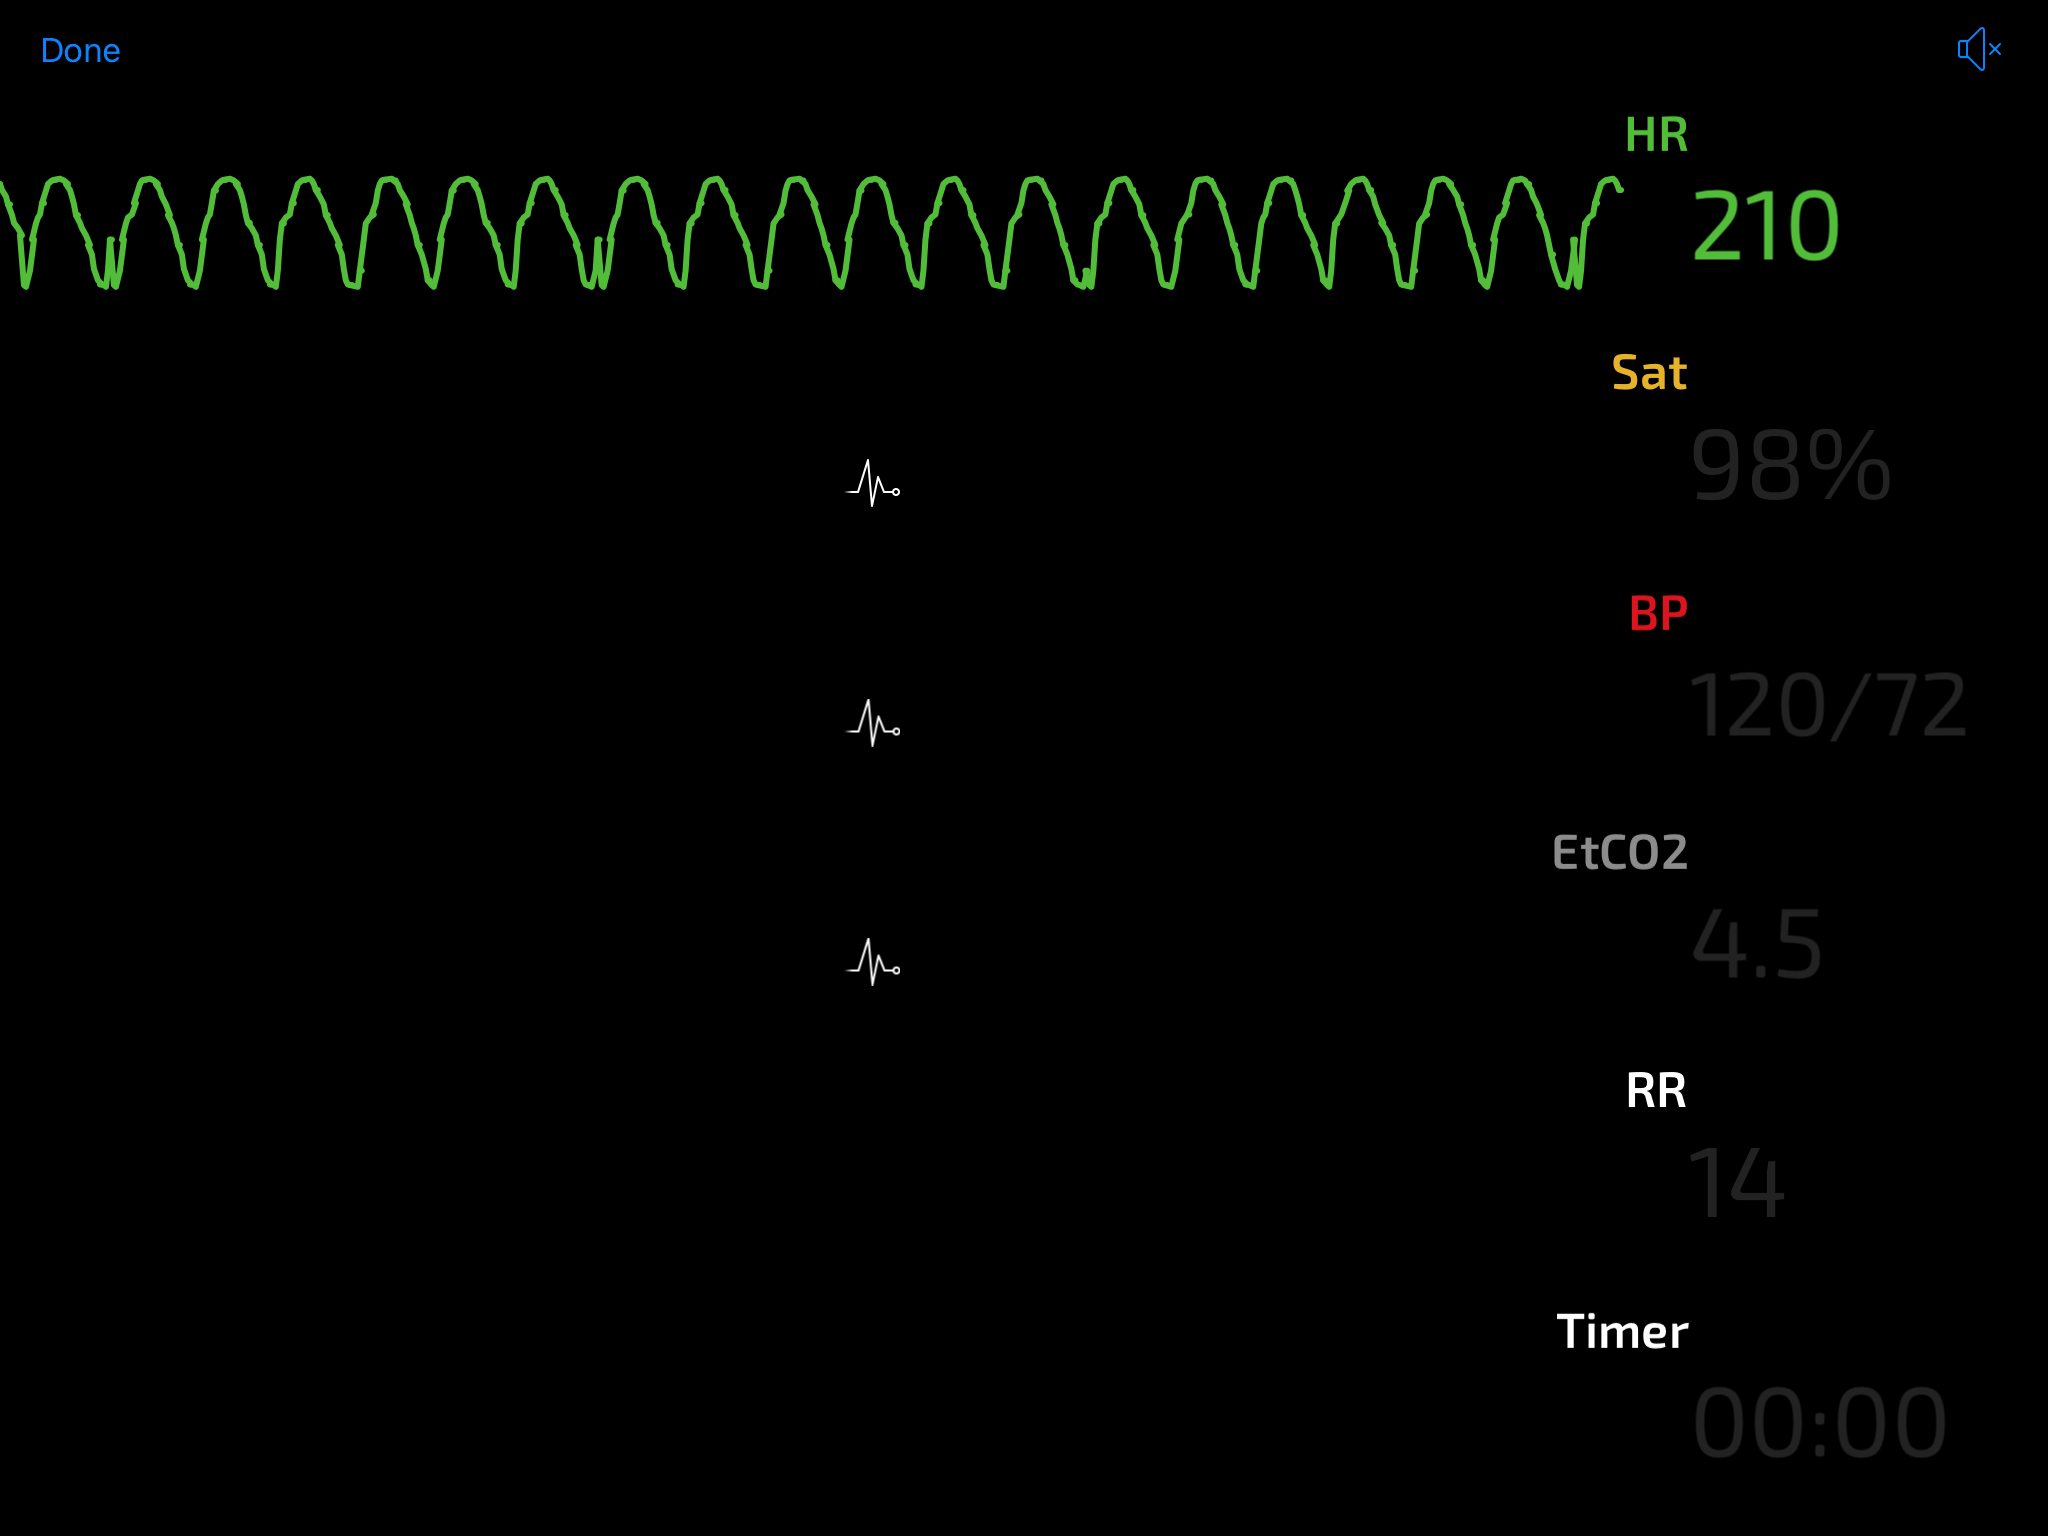 Done
HR
210
Sat
98%
BP
120/72
EtCO2
4.5
RR
14
Timer
00:00